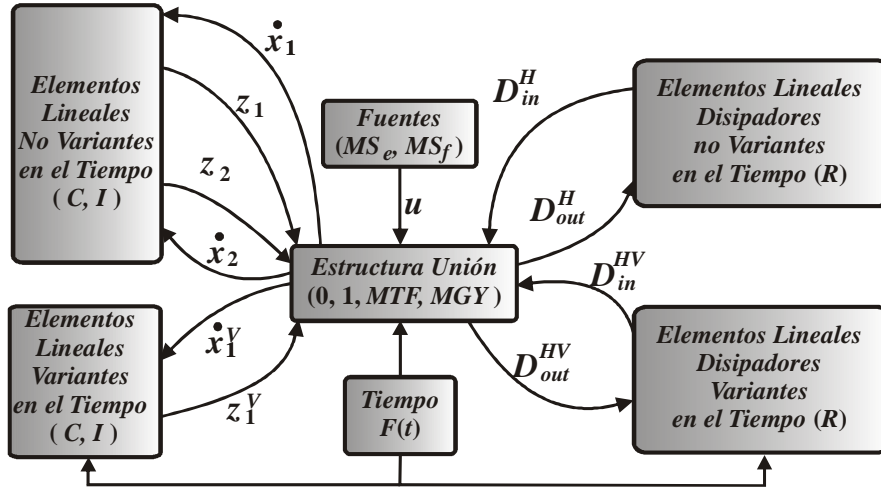 Elementos
Lineales
No Variantes
en el Tiempo
( C, I )
ẋ₁
z₁
z₂
ẋ₂
Fuentes
(MSₑ, MS_f)
u
D_in^H
D_out^H
Elementos Lineales
Disipadores
no Variantes
en el Tiempo (R)
Estructura Unión
(0, 1, MTF, MGY )
D_in^HV
D_out^HV
Elementos
Lineales
Variantes
en el Tiempo
( C, I )
ẋ₁^V
z₁^V
Tiempo
F(t)
Elementos Lineales
Disipadores
Variantes
en el Tiempo (R)